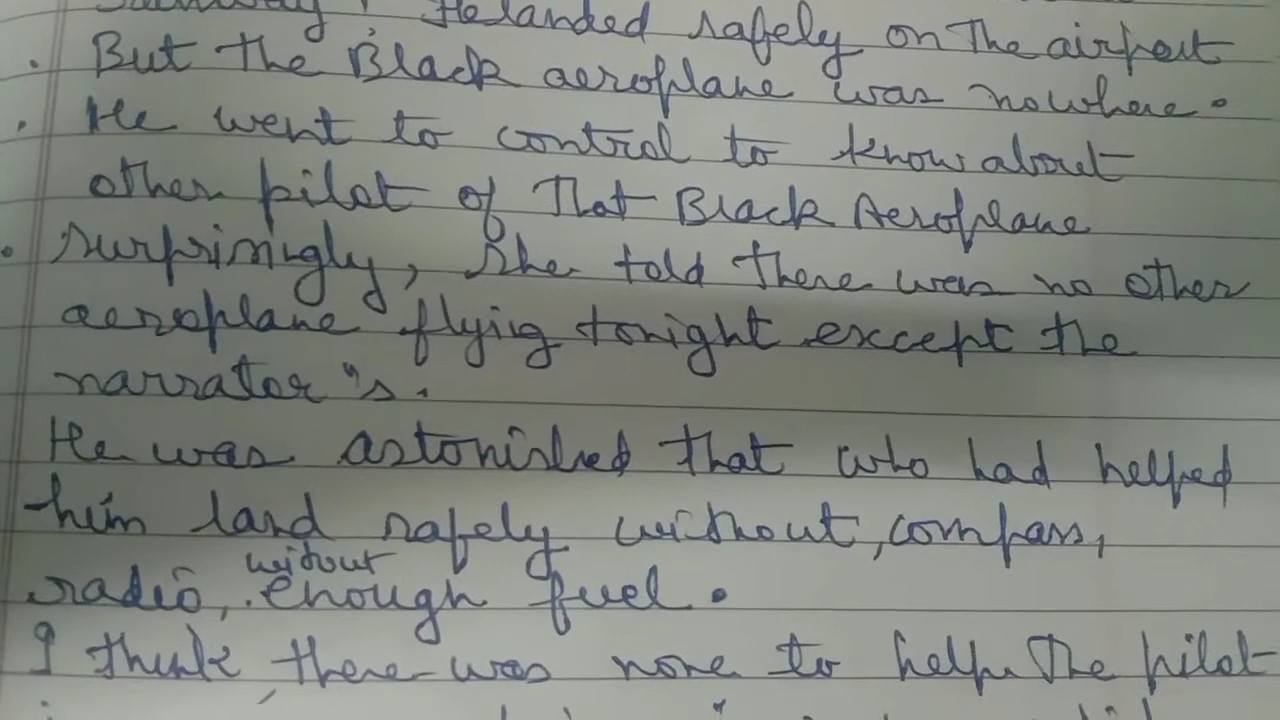 He landed safely on The airport
. But the Black aeroplane was nowhere.
. He went to control to know about
other pilot of That Black Aeroplane
. surprisingly, she told there was no other
aeroplane flying tonight except the
narrator's.
He was astonished that who had helped
him land safely without, compass,
without
radio, enough fuel.
I think, there was none to help The pilot